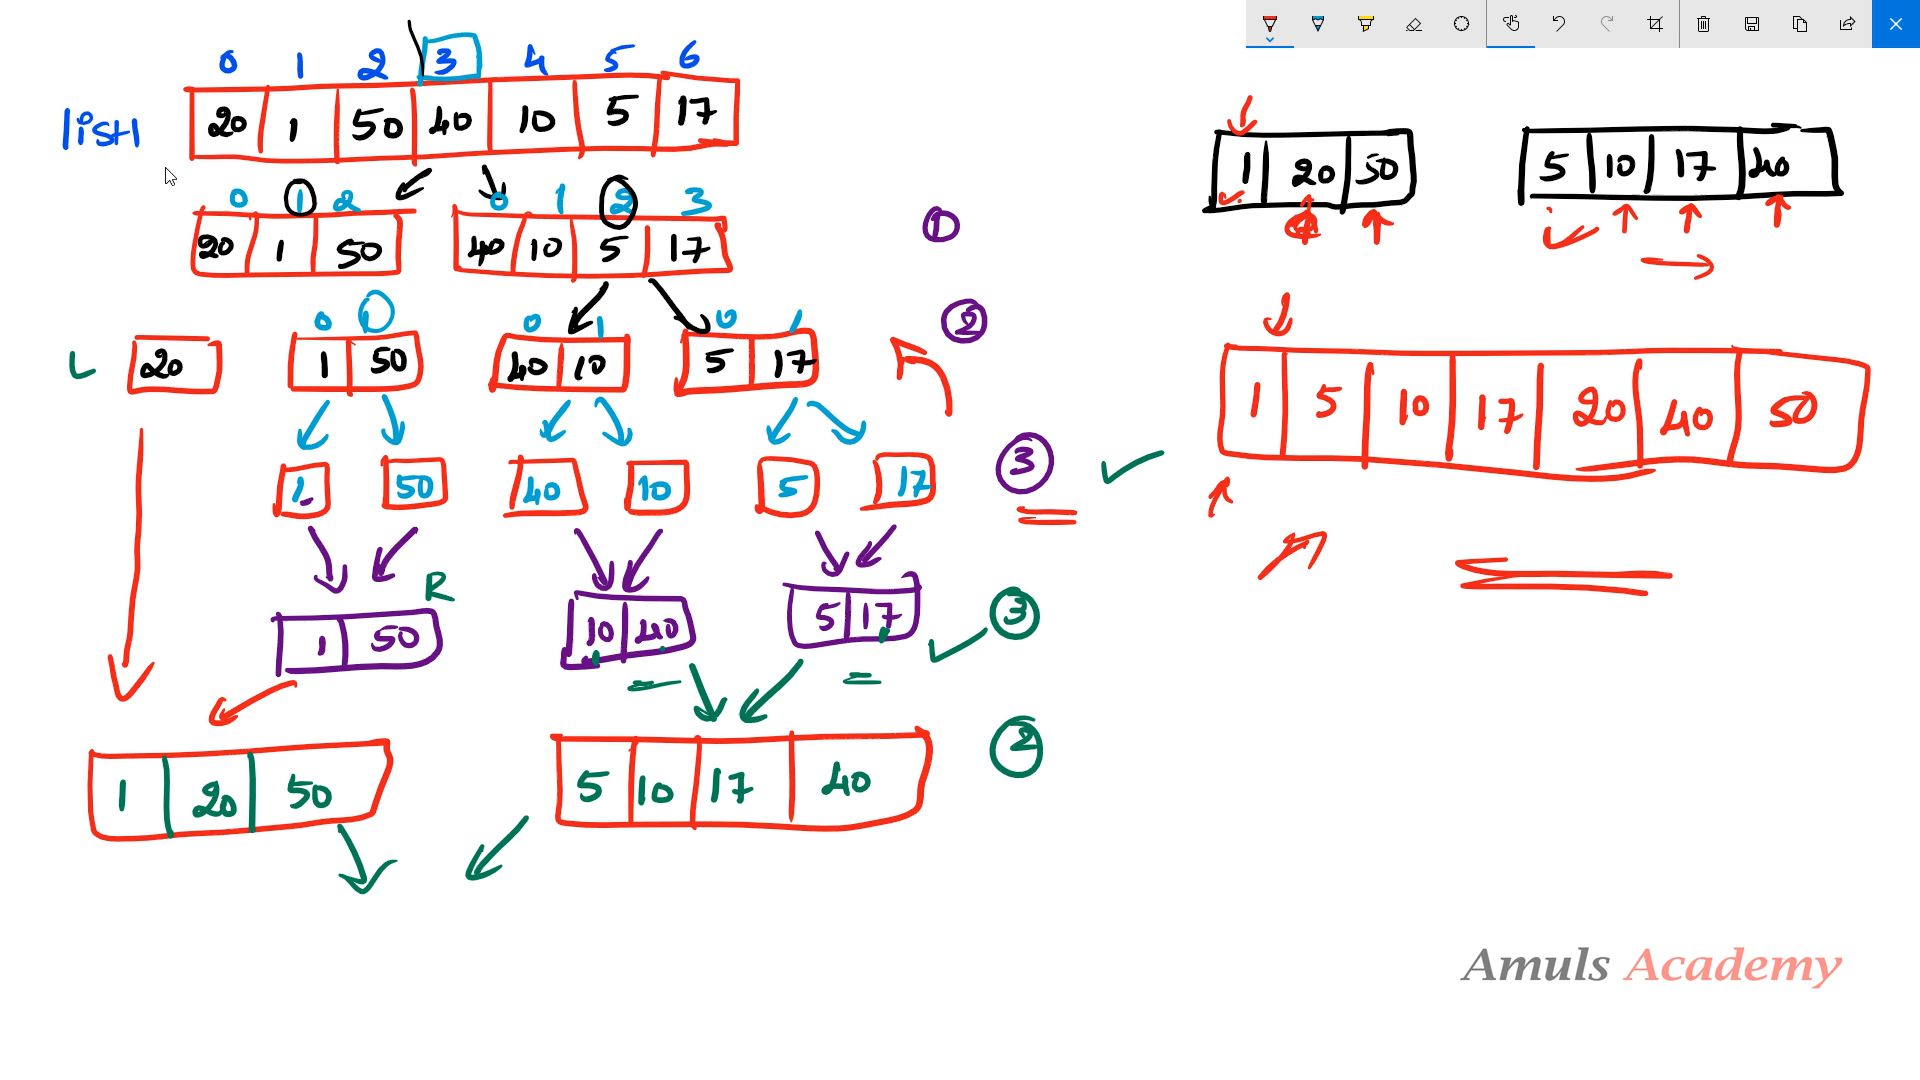 0 1 2 3 4 5 6
list1 20 1 50 40 10 5 17
0 1 2 0 1 2 3
20 1 50 40 10 5 17 1
0 1 0 1 0 1 2
L 20 1 50 40 10 5 17
1 50 40 10 5 17 3
R
1 50 10 40 5 17 3
2
1 20 50 5 10 17 40
1 20 50 5 10 17 40
1 5 10 17 20 40 50
Amuls Academy